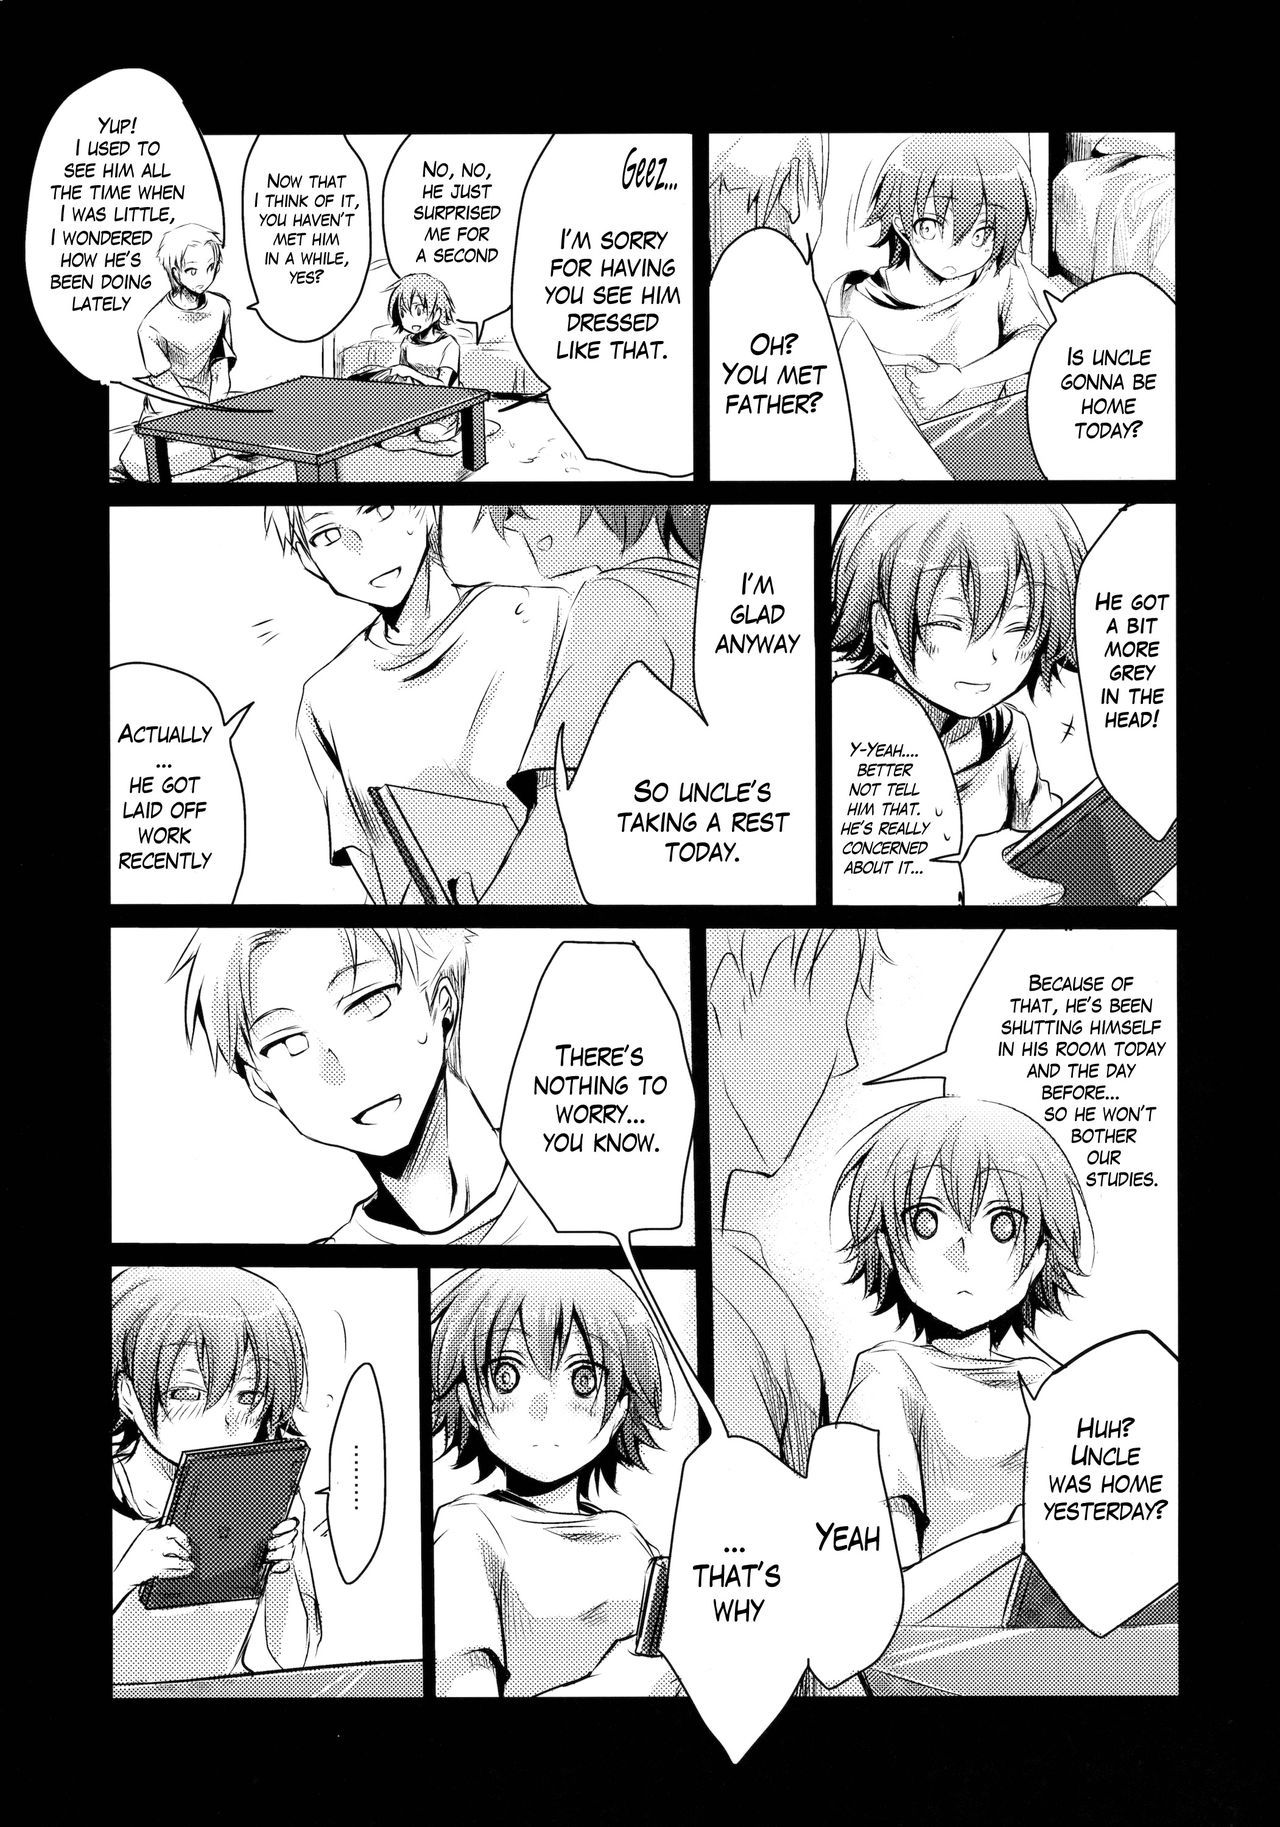 IS UNCLE
GONNA BE
HOME
TODAY?
OH?
YOU MET
FATHER?
GEEZ...
I'M SORRY
FOR HAVING
YOU SEE HIM
DRESSED
LIKE THAT.
NO, NO,
HE JUST
SURPRISED
ME FOR
A SECOND
NOW THAT
I THINK OF IT,
YOU HAVEN'T
MET HIM
IN A WHILE,
YES?
YUP!
I USED TO
SEE HIM ALL
THE TIME WHEN
I WAS LITTLE,
I WONDERED
HOW HE'S
BEEN DOING
LATELY
HE GOT
A BIT
MORE
GREY
IN THE
HEAD!
Y-YEAH....
BETTER
NOT TELL
HIM THAT.
HE'S REALLY
CONCERNED
ABOUT IT...
I'M
GLAD
ANYWAY
SO UNCLE'S
TAKING A REST
TODAY.
ACTUALLY
...
HE GOT
LAID OFF
WORK
RECENTLY
BECAUSE OF
THAT, HE'S BEEN
SHUTTING HIMSELF
IN HIS ROOM TODAY
AND THE DAY
BEFORE...
SO HE WON'T
BOTHER
OUR
STUDIES.
HUH?
UNCLE
WAS HOME
YESTERDAY?
YEAH
THERE'S
NOTHING TO
WORRY...
YOU KNOW.
...
THAT'S
WHY
.........